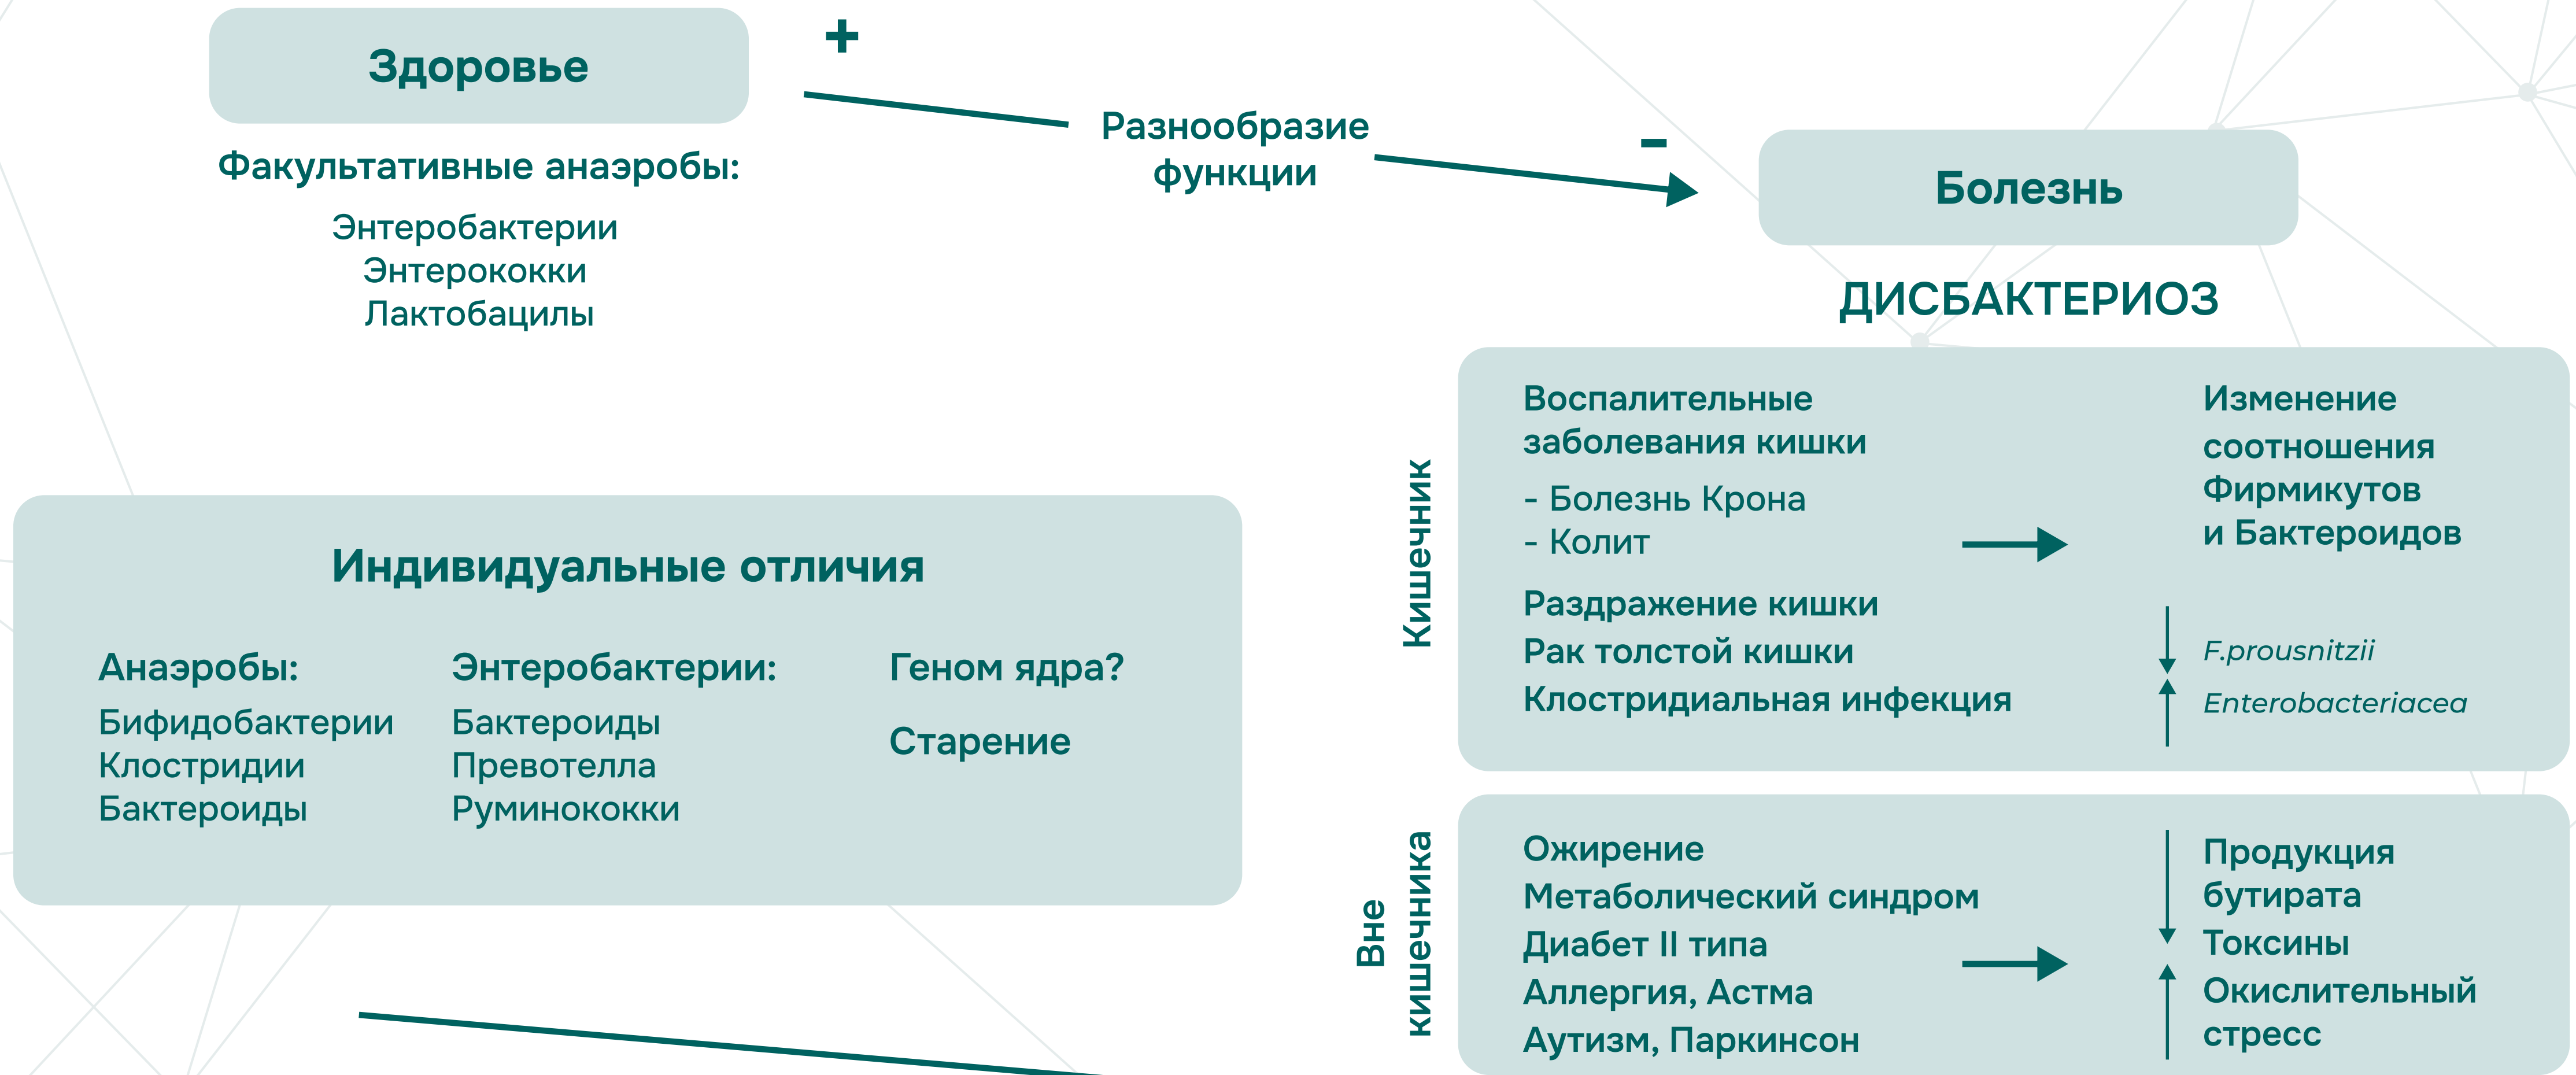 Здоровье
Факультативные анаэробы:
Энтеробактерии
Энтерококки
Лактобацилы
+
Разнообразие
функции
-
Болезнь
ДИСБАКТЕРИОЗ
Индивидуальные отличия
Анаэробы:
Бифидобактерии
Клостридии
Бактероиды
Энтеробактерии:
Бактероиды
Превотелла
Руминококки
Геном ядра?
Старение
Кишечник
Воспалительные
заболевания кишки
- Болезнь Крона
- Колит
Раздражение кишки
Рак толстой кишки
Клостридиальная инфекция
Изменение
соотношения
Фирмикутов
и Бактероидов
F.prousnitzii
Enterobacteriacea
Вне
кишечника
Ожирение
Метаболический синдром
Диабет II типа
Аллергия, Астма
Аутизм, Паркинсон
Продукция
бутирата
Токсины
Окислительный
стресс